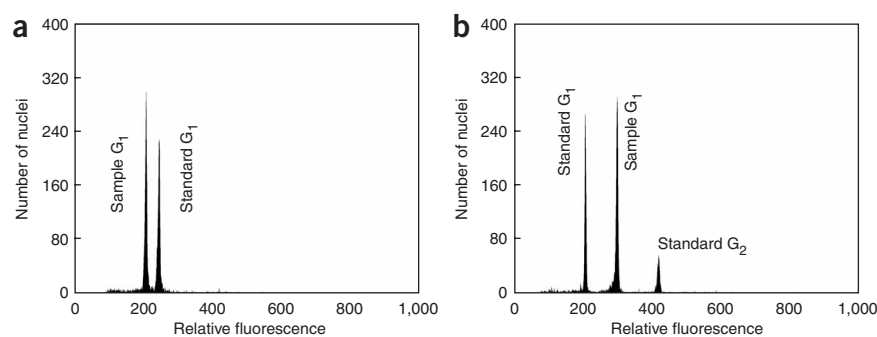 a
400
320
240
160
80
0
Number of nuclei
Sample G1
Standard G1
0 200 400 600 800 1,000
Relative fluorescence
b
400
320
240
160
80
0
Number of nuclei
Standard G1
Sample G1
Standard G2
0 200 400 600 800 1,000
Relative fluorescence